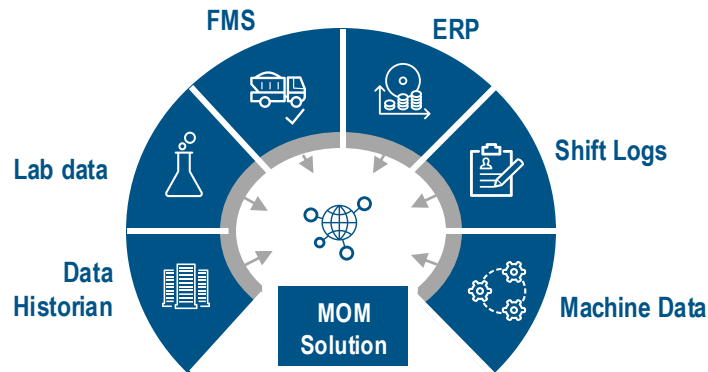 FMS
ERP
Lab data
Shift Logs
Data
Historian
Machine Data
MOM
Solution